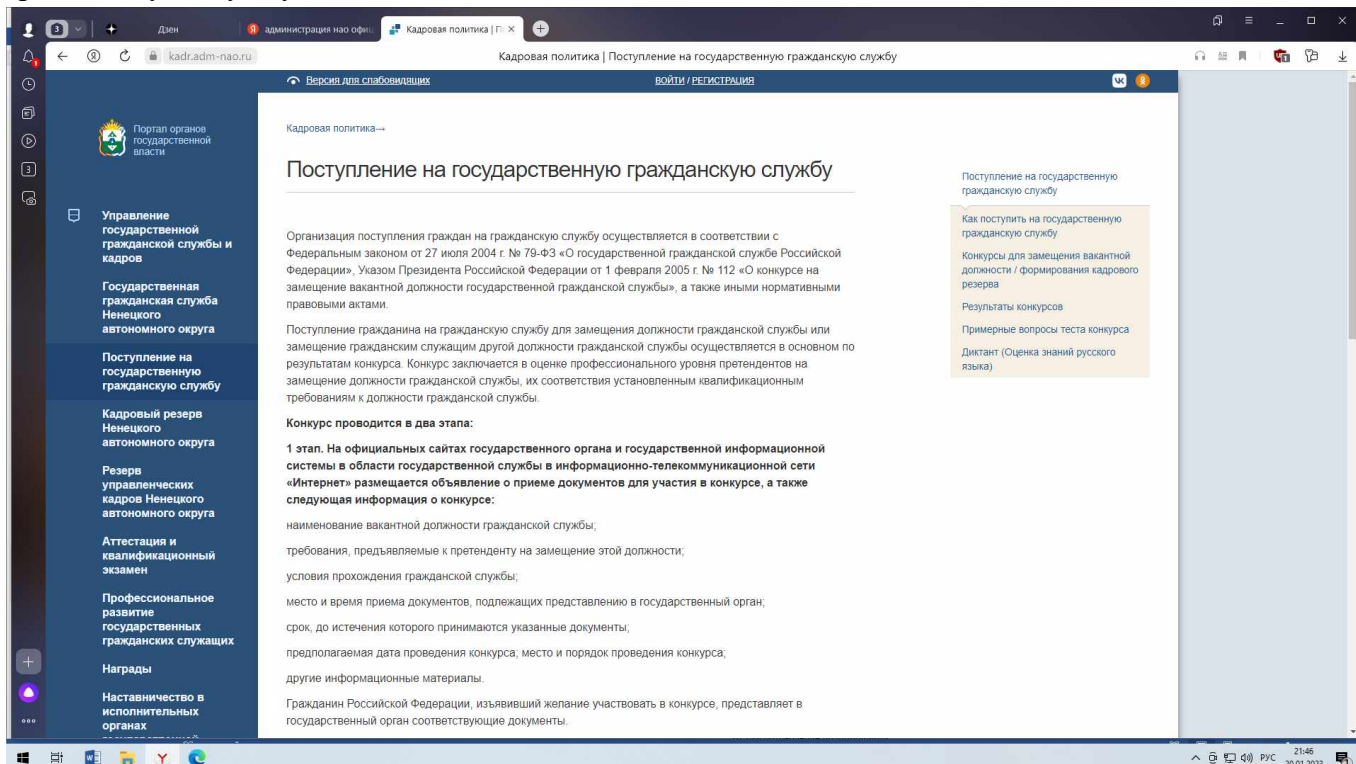 3
Дзен
администрация нао офиц
Кадровая политика | П
kadr.adm-nao.ru
Кадровая политика | Поступление на государственную гражданскую службу
Версия для слабовидящих
ВОЙТИ / РЕГИСТРАЦИЯ
Портал органов
государственной
власти
Управление
государственной
гражданской службы и
кадров
Государственная
гражданская служба
Ненецкого
автономного округа
Поступление на
государственную
гражданскую службу
Кадровый резерв
Ненецкого
автономного округа
Резерв
управленческих
кадров Ненецкого
автономного округа
Аттестация и
квалификационный
экзамен
Профессиональное
развитие
государственных
гражданских служащих
Награды
Наставничество в
исполнительных
органах
Кадровая политика→
Поступление на государственную гражданскую службу
Организация поступления граждан на гражданскую службу осуществляется в соответствии с
Федеральным законом от 27 июля 2004 г. № 79-ФЗ «О государственной гражданской службе Российской
Федерации», Указом Президента Российской Федерации от 1 февраля 2005 г. № 112 «О конкурсе на
замещение вакантной должности государственной гражданской службы», а также иными нормативными
правовыми актами.
Поступление гражданина на гражданскую службу для замещения должности гражданской службы или
замещение гражданским служащим другой должности гражданской службы осуществляется в основном по
результатам конкурса. Конкурс заключается в оценке профессионального уровня претендентов на
замещение должности гражданской службы, их соответствия установленным квалификационным
требованиям к должности гражданской службы.
Конкурс проводится в два этапа:
1 этап. На официальных сайтах государственного органа и государственной информационной
системы в области государственной службы в информационно-телекоммуникационной сети
«Интернет» размещается объявление о приеме документов для участия в конкурсе, а также
следующая информация о конкурсе:
наименование вакантной должности гражданской службы;
требования, предъявляемые к претенденту на замещение этой должности;
условия прохождения гражданской службы;
место и время приема документов, подлежащих представлению в государственный орган;
срок, до истечения которого принимаются указанные документы;
предполагаемая дата проведения конкурса, место и порядок проведения конкурса;
другие информационные материалы.
Гражданин Российской Федерации, изъявивший желание участвовать в конкурсе, представляет в
государственный орган соответствующие документы.
Поступление на государственную
гражданскую службу
Как поступить на государственную
гражданскую службу
Конкурсы для замещения вакантной
должности / формирования кадрового
резерва
Результаты конкурсов
Примерные вопросы теста конкурса
Диктант (Оценка знаний русского
языка)
РУС
21:46